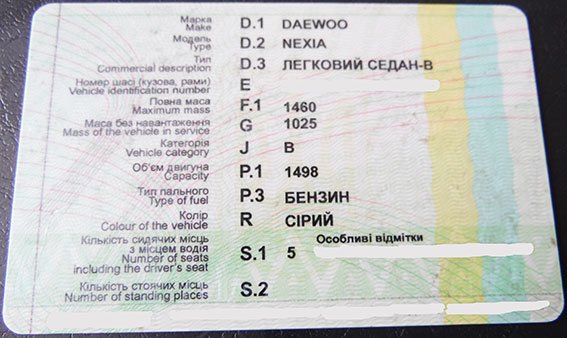 Марка
Make D.1 DAEWOO
Модель
Type D.2 NEXIA
Тип
Commercial description D.3 ЛЕГКОВИЙ СЕДАН-В
Номер шасі (кузова, рами)
Vehicle identification number E
Повна маса
Maximum mass F.1 1460
Маса без навантаження
Mass of the vehicle in service G 1025
Категорія
Vehicle category J B
Об'єм двигуна
Capacity P.1 1498
Тип пального
Type of fuel P.3 БЕНЗИН
Колір
Colour of the vehicle R СІРИЙ
Кількість сидячих місць
з місцем водія
Number of seats
including the driver's seat S.1 5 Особливі відмітки
Кількість стоячих місць
Number of standing places S.2